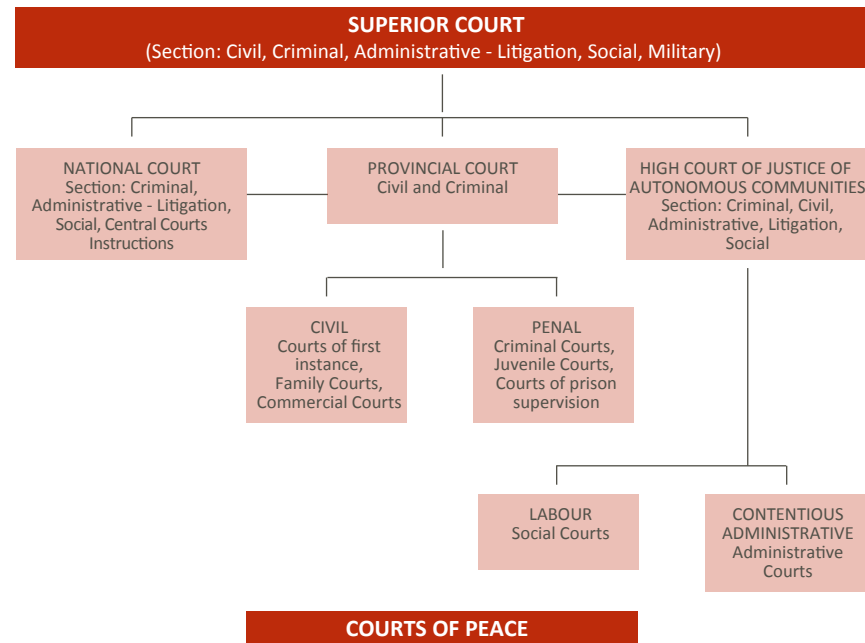 SUPERIOR COURT
(Section: Civil, Criminal, Administrative - Litigation, Social, Military)
NATIONAL COURT
Section: Criminal,
Administrative - Litigation,
Social, Central Courts
Instructions
PROVINCIAL COURT
Civil and Criminal
HIGH COURT OF JUSTICE OF
AUTONOMOUS COMMUNITIES
Section: Criminal, Civil,
Administrative, Litigation,
Social
CIVIL
Courts of first
instance,
Family Courts,
Commercial Courts
PENAL
Criminal Courts,
Juvenile Courts,
Courts of prison
supervision
LABOUR
Social Courts
CONTENTIOUS
ADMINISTRATIVE
Administrative
Courts
COURTS OF PEACE